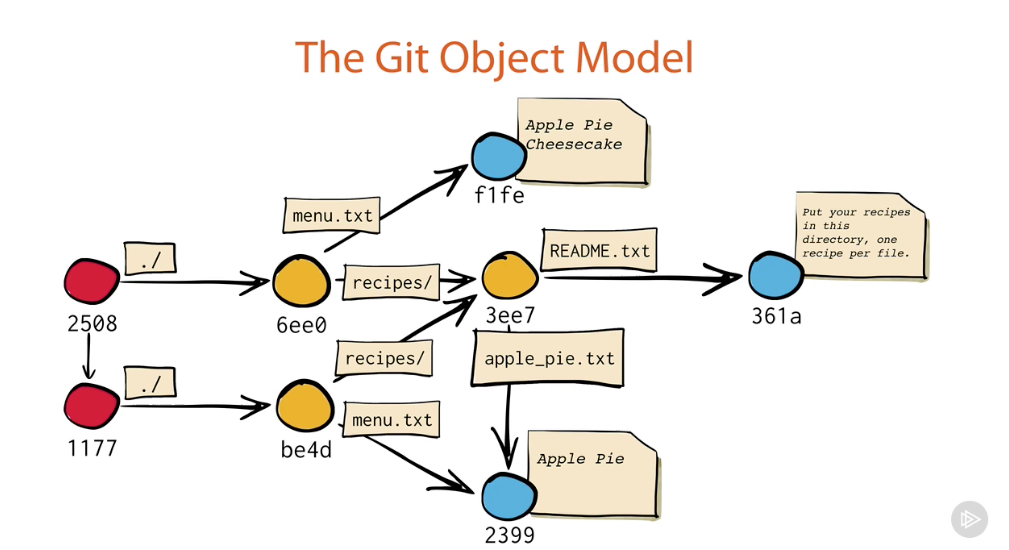 The Git Object Model
Apple Pie
Cheesecake
f1fe
menu.txt
Put your recipes
in this
directory, one
recipe per file.
./
README.txt
recipes/
2508
6ee0
3ee7
361a
recipes/
apple_pie.txt
./
menu.txt
1177
be4d
Apple Pie
2399